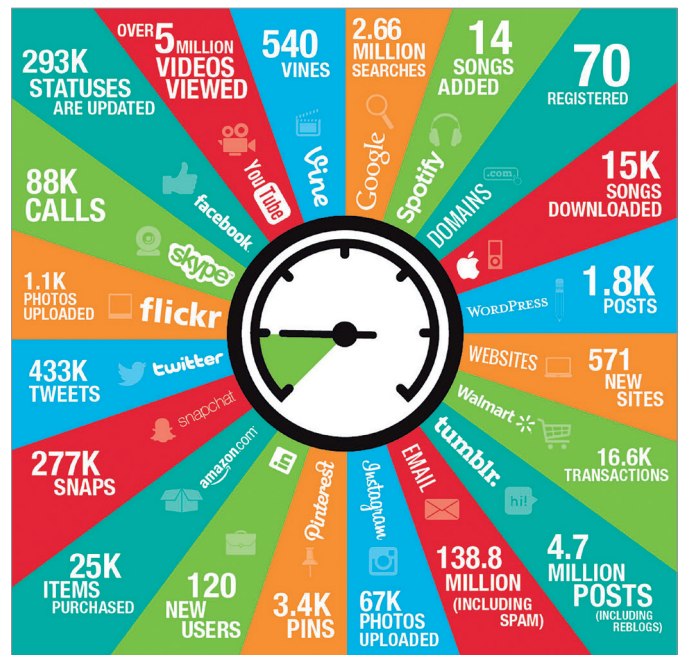 2.66
MILLION
SEARCHES
Google
14
SONGS
ADDED
Spotify
70
REGISTERED
.com
DOMAINS
15K
SONGS
DOWNLOADED
1.8K
POSTS
WORDPRESS
571
NEW
SITES
WEBSITES
16.6K
TRANSACTIONS
Walmart
4.7
MILLION
POSTS
(INCLUDING
REBLOGS)
tumblr.
hi!
138.8
MILLION
(INCLUDING
SPAM)
EMAIL
67K
PHOTOS
UPLOADED
Instagram
3.4K
PINS
Pinterest
120
NEW
USERS
in
25K
ITEMS
PURCHASED
amazon.com
277K
SNAPS
snapchat
433K
TWEETS
twitter
1.1K
PHOTOS
UPLOADED
flickr
88K
CALLS
skype
293K
STATUSES
ARE UPDATED
facebook.
OVER 5 MILLION
VIDEOS
VIEWED
YouTube
540
VINES
Vine